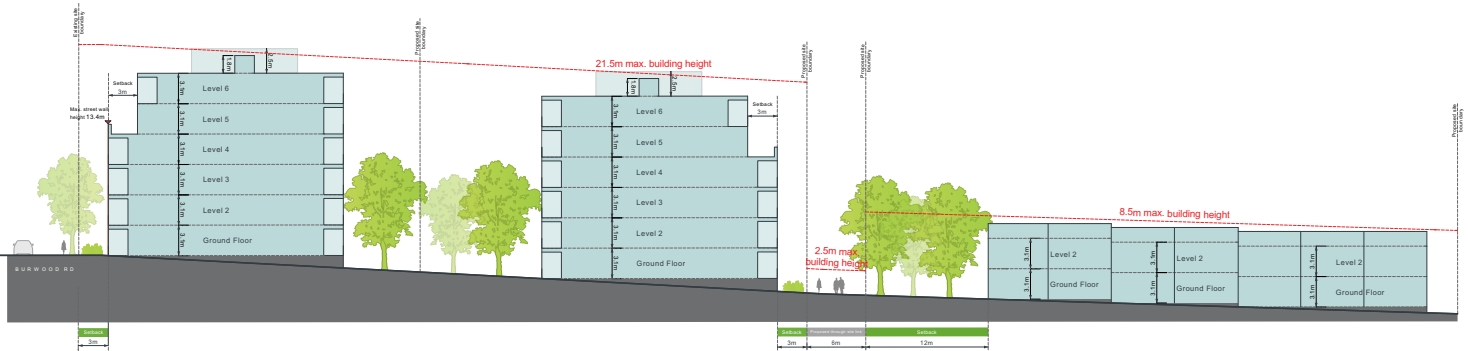 Existing site
boundary
Proposed site
boundary
Proposed site
boundary
Proposed site
boundary
Proposed site
boundary
21.5m max. building height
1.8m
2.5m
Setback
3m
Max. street wall
height 13.4m
3.1m
Level 6
3.1m
Level 5
3.1m
Level 4
3.1m
Level 3
3.1m
Level 2
3.1m
Ground Floor
BURWOOD RD
1.8m
2.5m
Setback
3m
3.1m
Level 6
3.1m
Level 5
3.1m
Level 4
3.1m
Level 3
3.1m
Level 2
3.1m
Ground Floor
2.5m max.
building height
8.5m max. building height
3.1m
Level 2
3.1m
Ground Floor
3.1m
Level 2
3.1m
Ground Floor
3.1m
Level 2
3.1m
Ground Floor
Setback
3m
Setback
3m
Proposed through site link
6m
Setback
12m